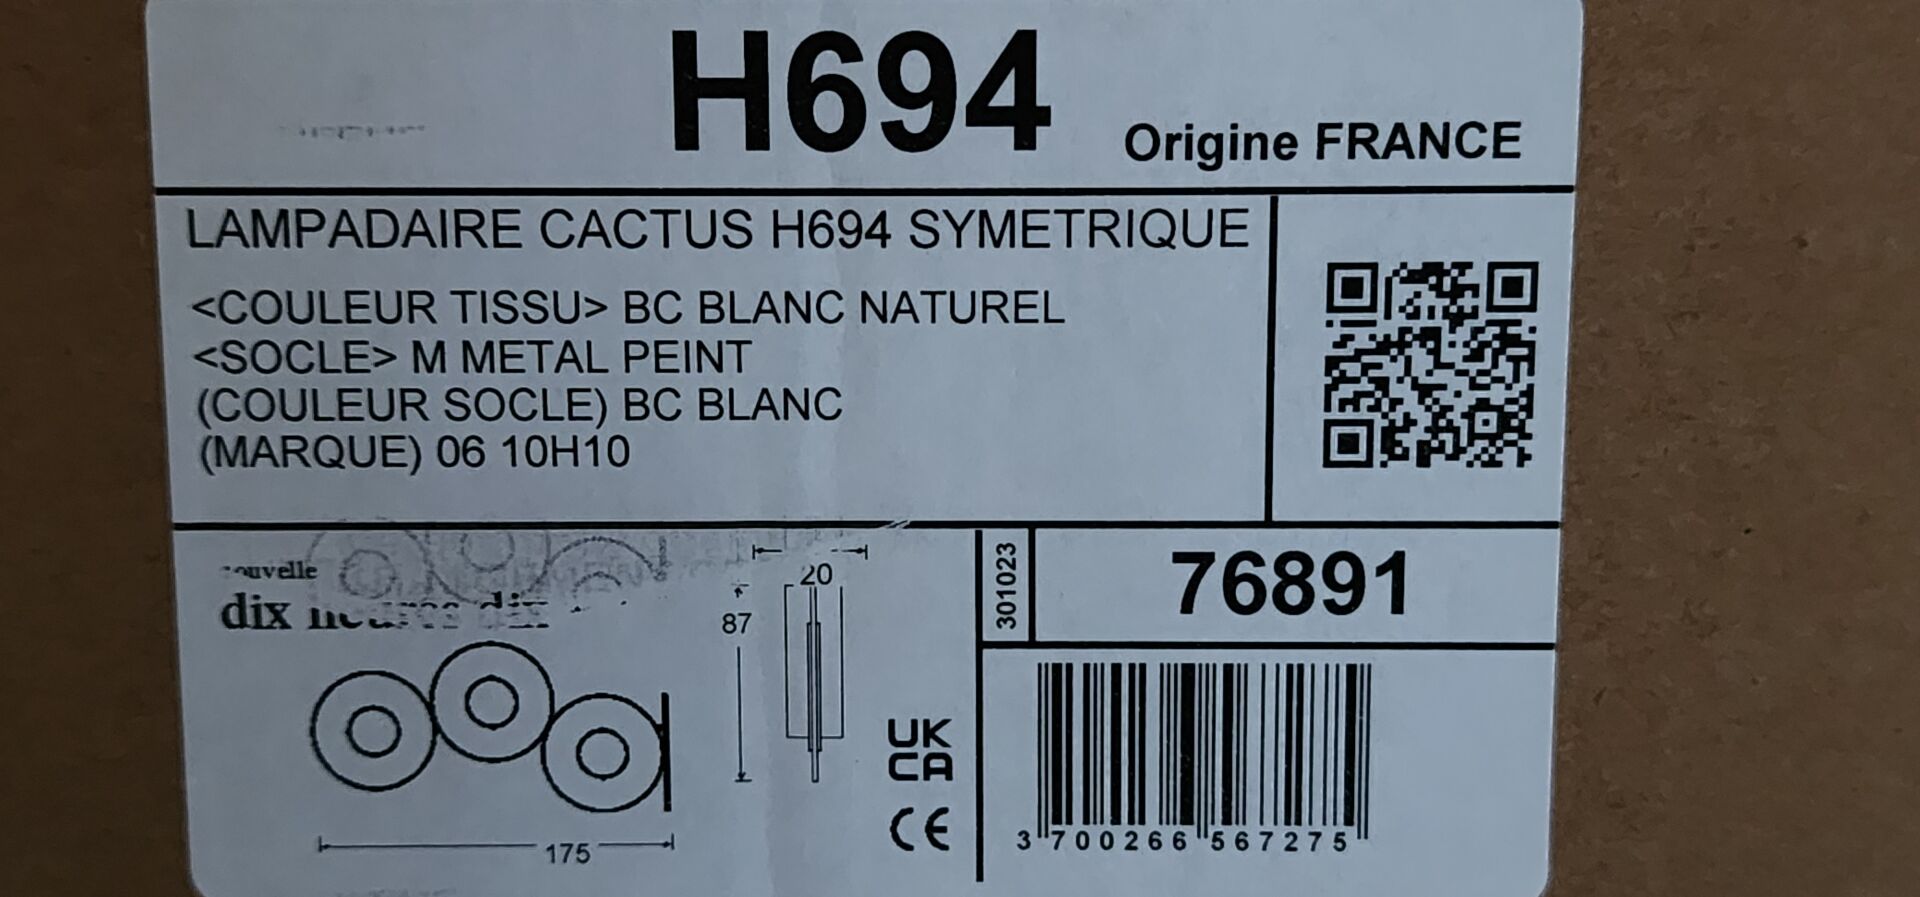 H694
Origine FRANCE
LAMPADAIRE CACTUS H694 SYMETRIQUE
<COULEUR TISSU> BC BLANC NATUREL
<SOCLE> M METAL PEINT
(COULEUR SOCLE) BC BLANC
(MARQUE) 06 10H10
dix
20
87
175
UK
CA
CE
301023
76891
3 700266 567275